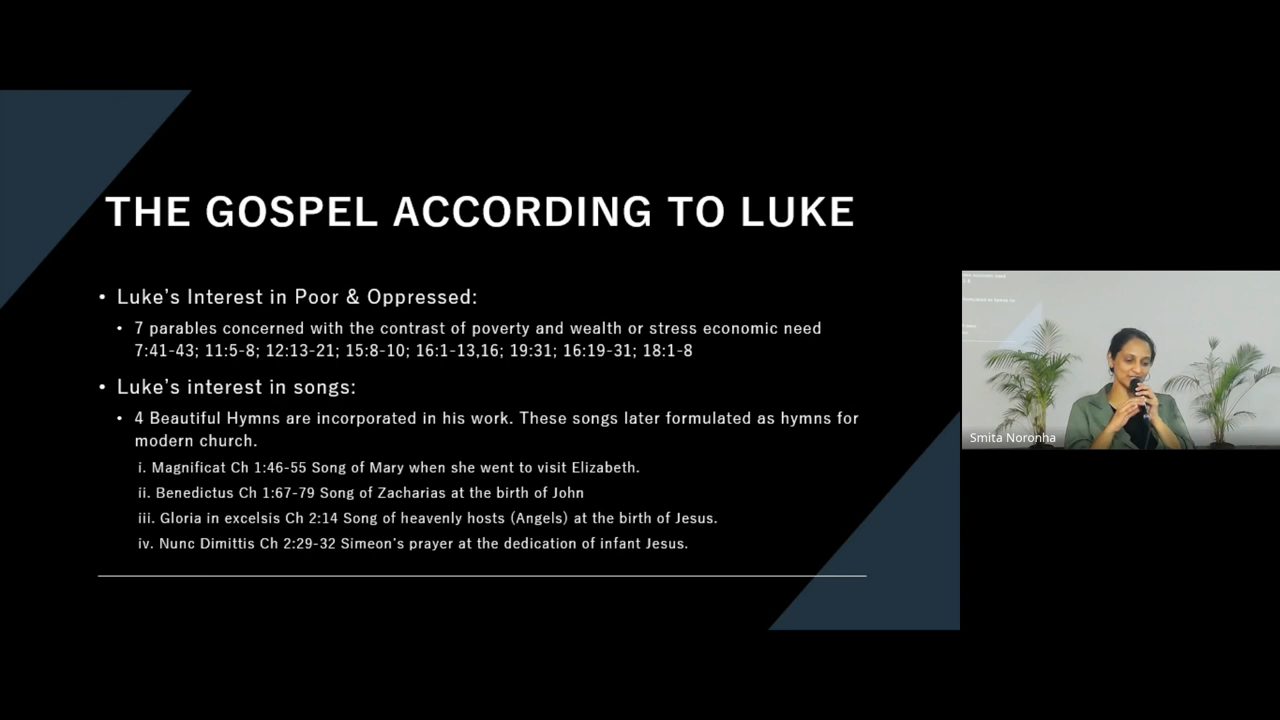 THE GOSPEL ACCORDING TO LUKE
• Luke's Interest in Poor & Oppressed:
• 7 parables concerned with the contrast of poverty and wealth or stress economic need
7:41-43; 11:5-8; 12:13-21; 15:8-10; 16:1-13,16; 19:31; 16:19-31; 18:1-8
• Luke's interest in songs:
• 4 Beautiful Hymns are incorporated in his work. These songs later formulated as hymns for
modern church.
i. Magnificat Ch 1:46-55 Song of Mary when she went to visit Elizabeth.
ii. Benedictus Ch 1:67-79 Song of Zacharias at the birth of John
iii. Gloria in excelsis Ch 2:14 Song of heavenly hosts (Angels) at the birth of Jesus.
iv. Nunc Dimittis Ch 2:29-32 Simeon's prayer at the dedication of infant Jesus.
Smita Noronha